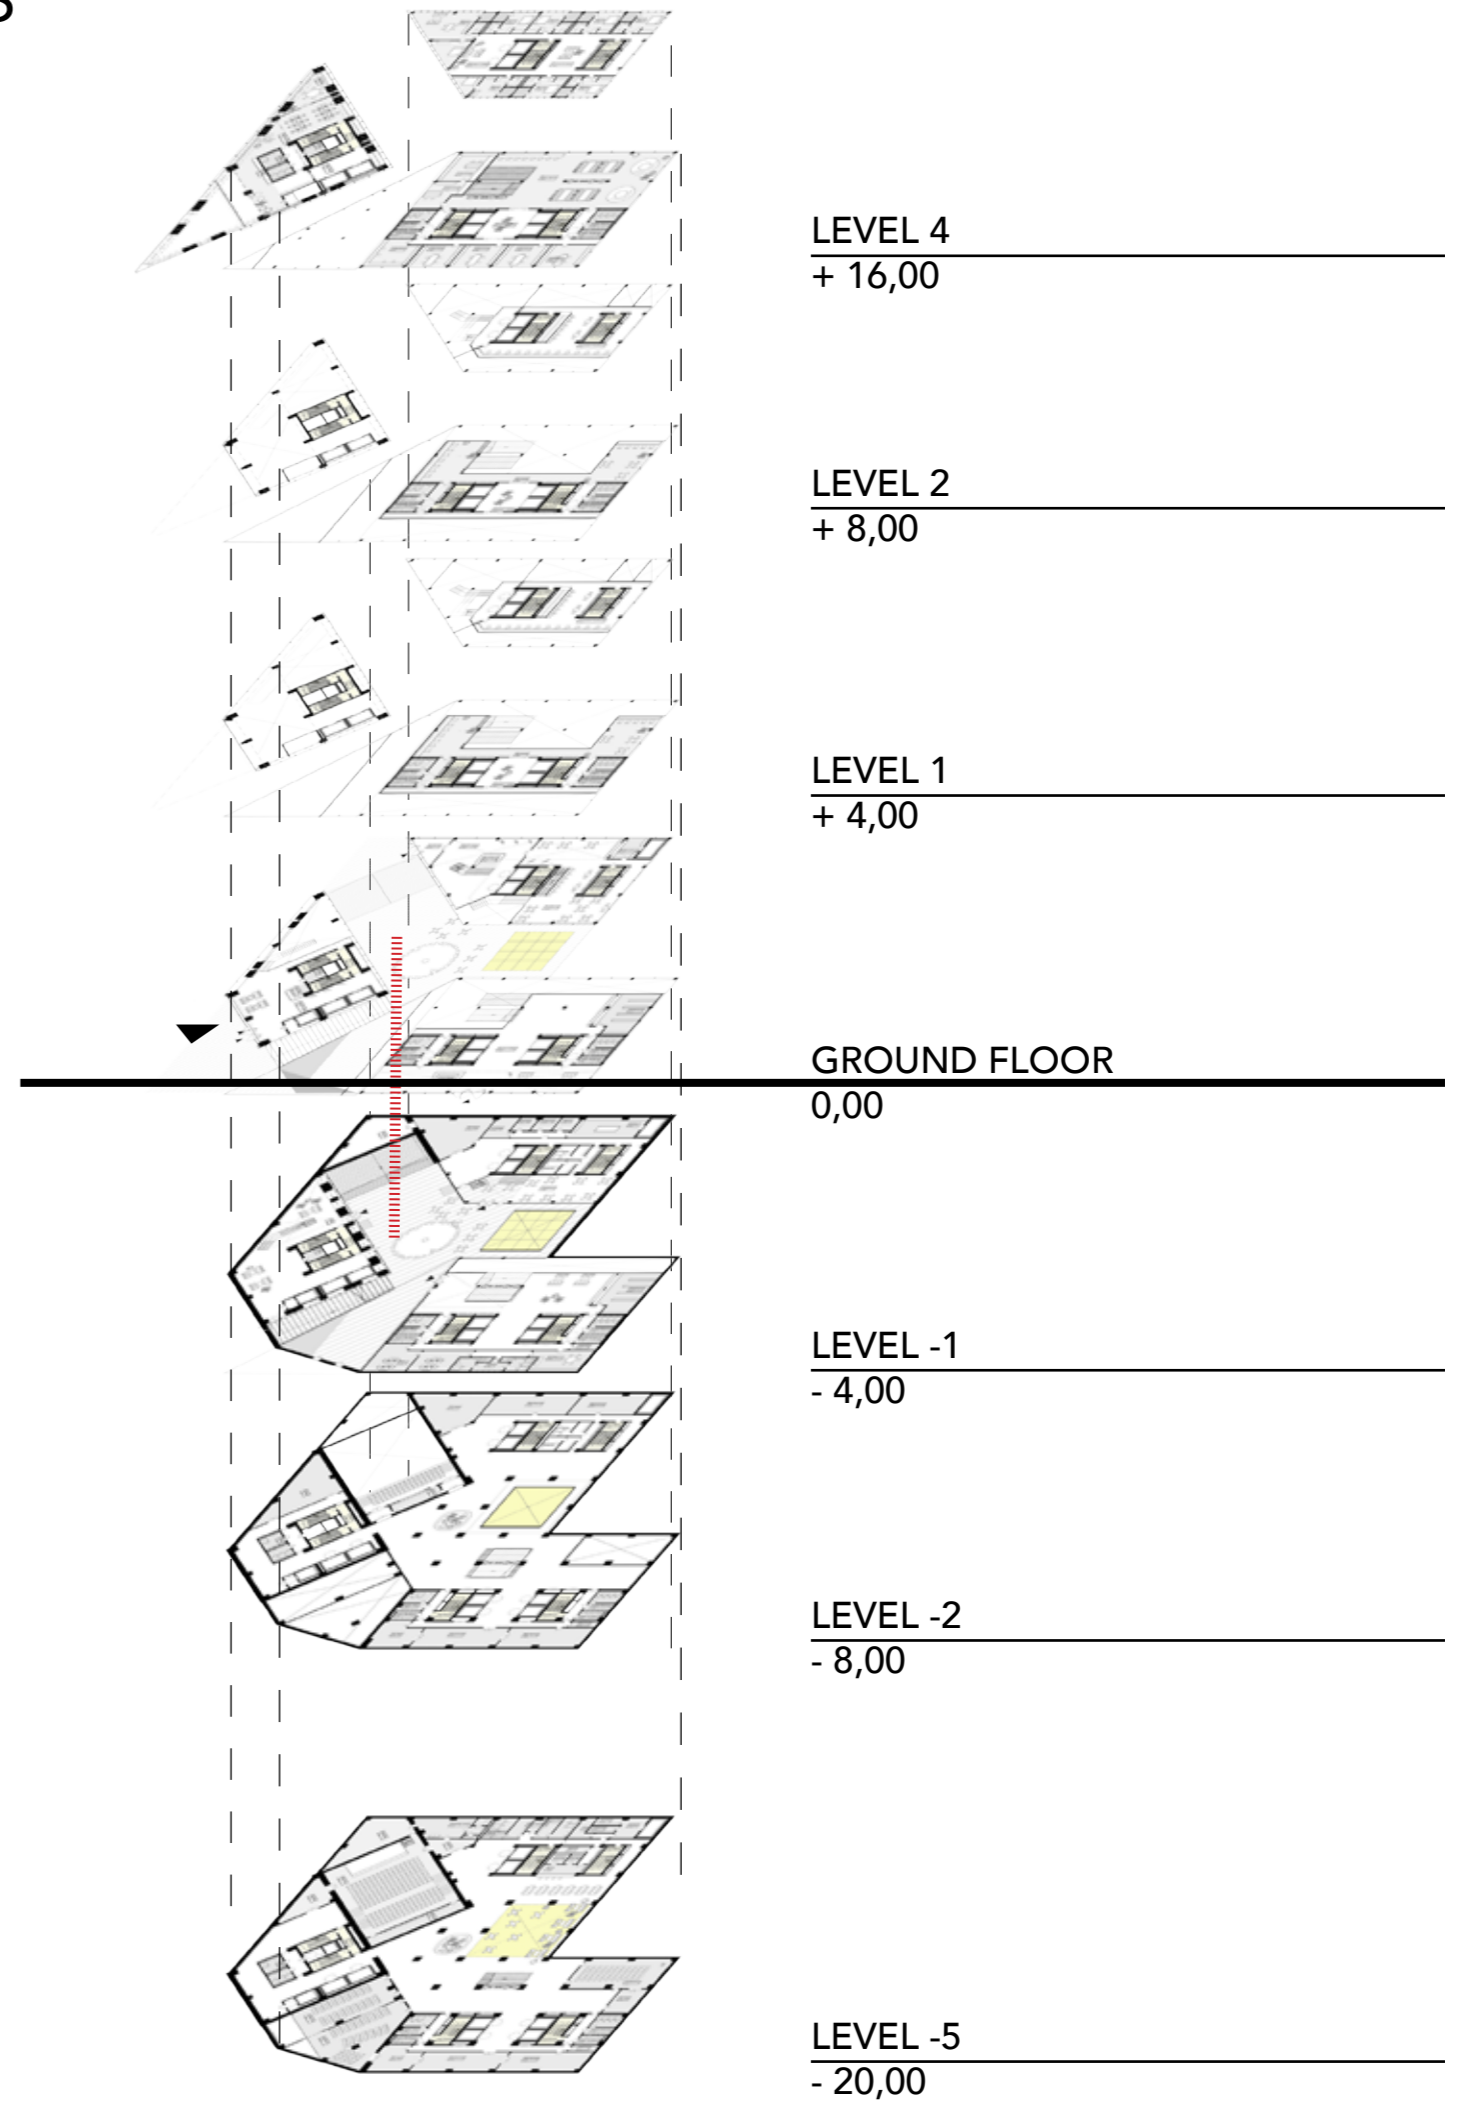 LEVEL 4
+ 16,00
LEVEL 2
+ 8,00
LEVEL 1
+ 4,00
GROUND FLOOR
0,00
LEVEL -1
- 4,00
LEVEL -2
- 8,00
LEVEL -5
- 20,00